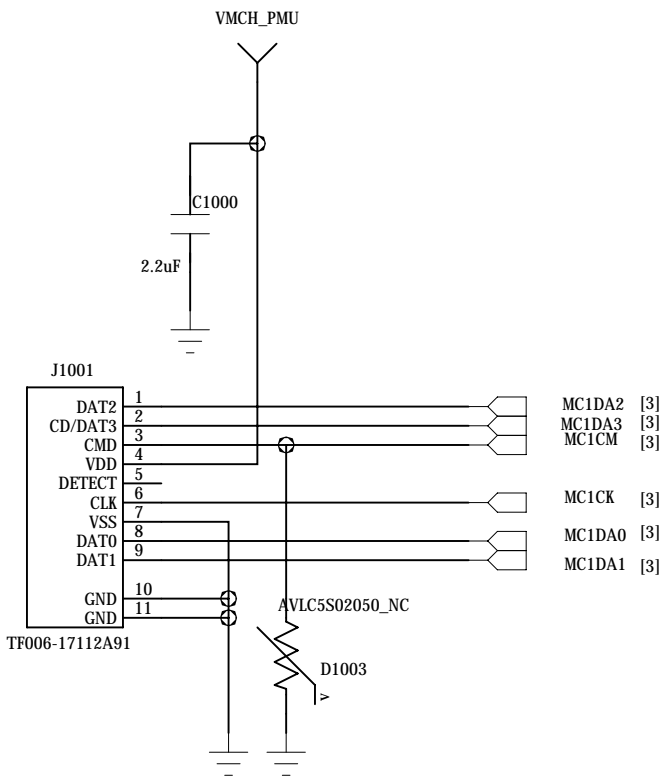 VMCH_PMU
C1000
2.2uF
J1001
DAT2 1 MC1DA2 [3]
CD/DAT3 2 MC1DA3 [3]
CMD 3 MC1CM [3]
VDD 4
DETECT 5
CLK 6 MC1CK [3]
VSS 7
DAT0 8 MC1DA0 [3]
DAT1 9 MC1DA1 [3]
GND 10
GND 11
AVLC5S02050_NC
TF006-17112A91
D1003
V